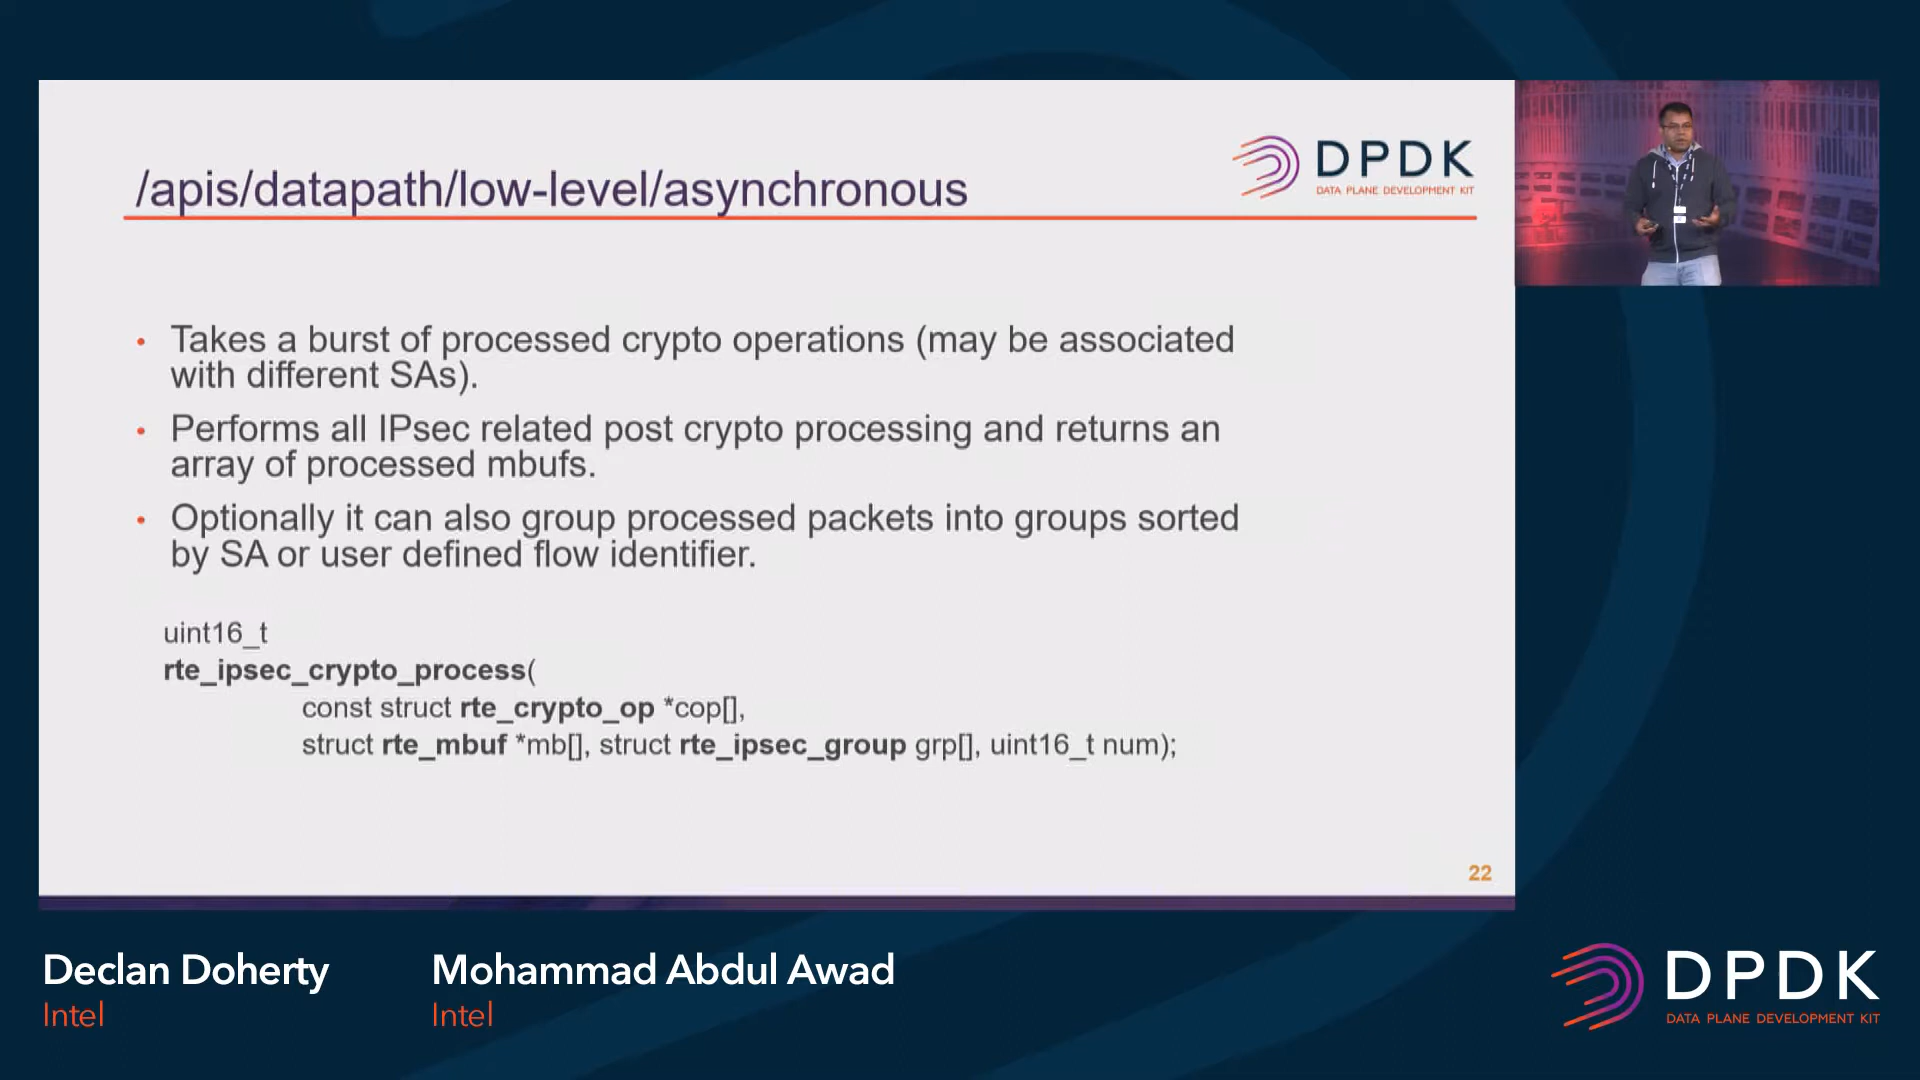 /apis/datapath/low-level/asynchronous
DPDK
DATA PLANE DEVELOPMENT KIT
• Takes a burst of processed crypto operations (may be associated
with different SAs).
• Performs all IPsec related post crypto processing and returns an
array of processed mbufs.
• Optionally it can also group processed packets into groups sorted
by SA or user defined flow identifier.
uint16_t
rte_ipsec_crypto_process(
const struct rte_crypto_op *cop[],
struct rte_mbuf *mb[], struct rte_ipsec_group grp[], uint16_t num);
22
Declan Doherty
Intel
Mohammad Abdul Awad
Intel
DPDK
DATA PLANE DEVELOPMENT KIT